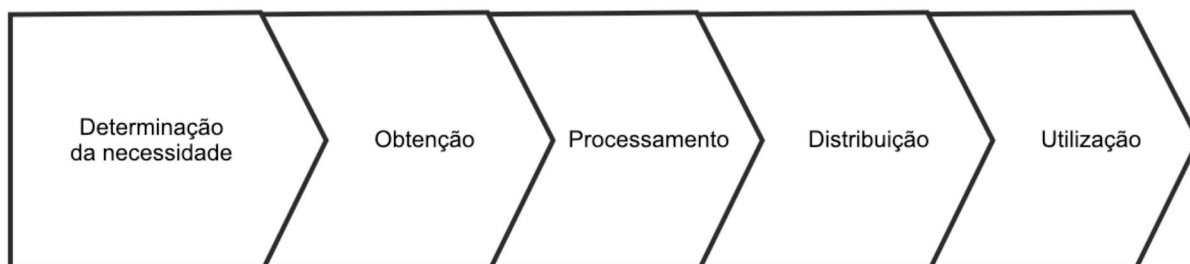 Determinação
da necessidade
Obtenção
Processamento
Distribuição
Utilização